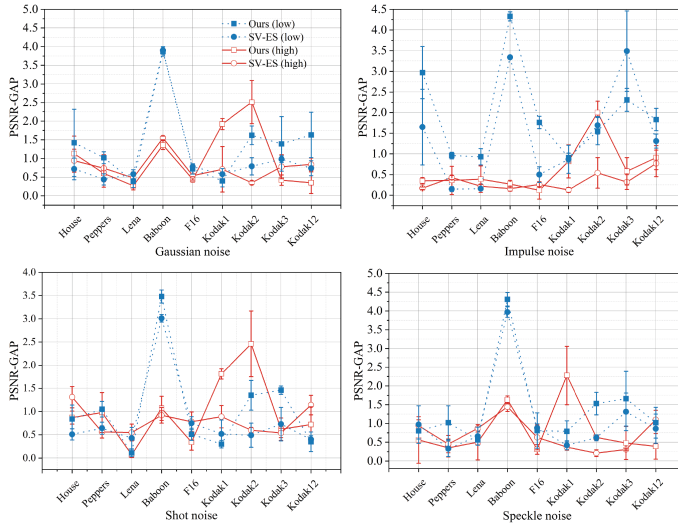 PSNR-GAP
5.0
4.5
4.0
3.5
3.0
2.5
2.0
1.5
1.0
0.5
0.0
Ours (low)
SV-ES (low)
Ours (high)
SV-ES (high)
House Peppers Lena Baboon F16 Kodak1 Kodak2 Kodak3 Kodak12
Gaussian noise
PSNR-GAP
4.5
4.0
3.5
3.0
2.5
2.0
1.5
1.0
0.5
0.0
House Peppers Lena Baboon F16 Kodak1 Kodak2 Kodak3 Kodak12
Impulse noise
PSNR-GAP
4.0
3.5
3.0
2.5
2.0
1.5
1.0
0.5
0.0
House Peppers Lena Baboon F16 Kodak1 Kodak2 Kodak3 Kodak12
Shot noise
PSNR-GAP
5.0
4.5
4.0
3.5
3.0
2.5
2.0
1.5
1.0
0.5
0.0
House Peppers Lena Baboon F16 Kodak1 Kodak2 Kodak3 Kodak12
Speckle noise